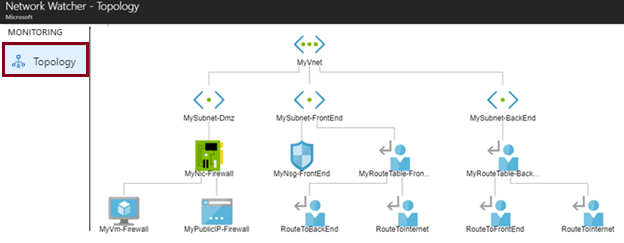 Network Watcher - Topology
Microsoft
MONITORING
Topology
MyVnet
MySubnet-Dmz
MySubnet-FrontEnd
MySubnet-BackEnd
MyNic-Firewall
MyNsg-FrontEnd
MyRouteTable-Fron...
MyRouteTable-Back...
MyVm-Firewall
MyPublicIP-Firewall
RouteToBackEnd
RouteToInternet
RouteToFrontEnd
RouteToInternet